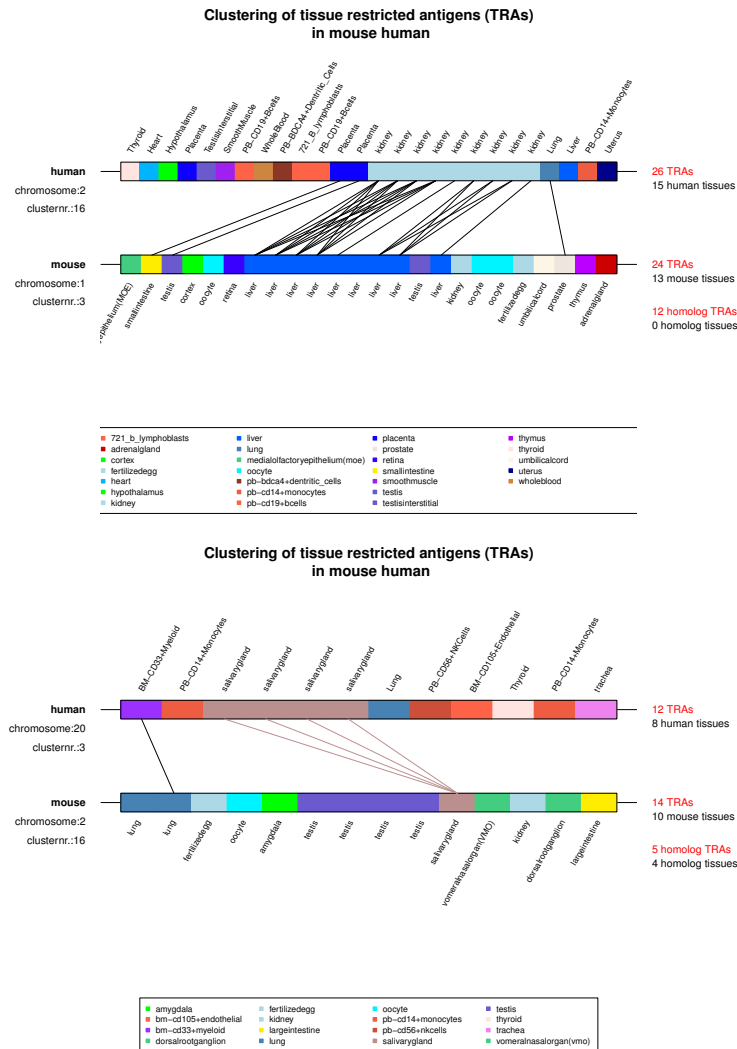 Clustering of tissue restricted antigens (TRAs)
in mouse human
Thyroid
Heart
Hypothalamus
Placenta
TestisInterstitial
SmoothMuscle
PB−CD19+Bcells
WholeBlood
PB−BDCA4+Dentritic_Cells
721_B_lymphoblasts
PB−CD19+Bcells
Placenta
Placenta
kidney
kidney
kidney
kidney
kidney
kidney
kidney
kidney
kidney
Lung
Liver
PB−CD14+Monocytes
Uterus
human
chromosome:2
clusternr.:16
26 TRAs
15 human tissues
mouse
chromosome:1
clusternr.:3
24 TRAs
13 mouse tissues
12 homolog TRAs
0 homolog tissues
epithelium(MOE)
smallintestine
testis
cortex
oocyte
retina
liver
liver
liver
liver
liver
liver
liver
liver
testis
liver
kidney
oocyte
oocyte
fertilizedegg
umbilicalcord
prostate
thymus
adrenalgland
721_b_lymphoblasts
adrenalgland
cortex
fertilizedegg
heart
hypothalamus
kidney
liver
lung
medialolfactoryepithelium(moe)
oocyte
pb−bdca4+dentritic_cells
pb−cd14+monocytes
pb−cd19+bcells
placenta
prostate
retina
smallintestine
smoothmuscle
testis
testisinterstitial
thymus
thyroid
umbilicalcord
uterus
wholeblood
Clustering of tissue restricted antigens (TRAs)
in mouse human
BM−CD33+Myeloid
PB−CD14+Monocytes
salivarygland
salivarygland
salivarygland
salivarygland
Lung
PB−CD56+NKCells
BM−CD105+Endothelial
Thyroid
PB−CD14+Monocytes
trachea
human
chromosome:20
clusternr.:3
12 TRAs
8 human tissues
mouse
chromosome:2
clusternr.:16
14 TRAs
10 mouse tissues
5 homolog TRAs
4 homolog tissues
lung
lung
fertilizedegg
oocyte
amygdala
testis
testis
testis
testis
salivarygland
vomeralnasalorgan(VMO)
kidney
dorsalrootganglion
largeintestine
amygdala
bm−cd105+endothelial
bm−cd33+myeloid
dorsalrootganglion
fertilizedegg
kidney
largeintestine
lung
oocyte
pb−cd14+monocytes
pb−cd56+nkcells
salivarygland
testis
thyroid
trachea
vomeralnasalorgan(vmo)